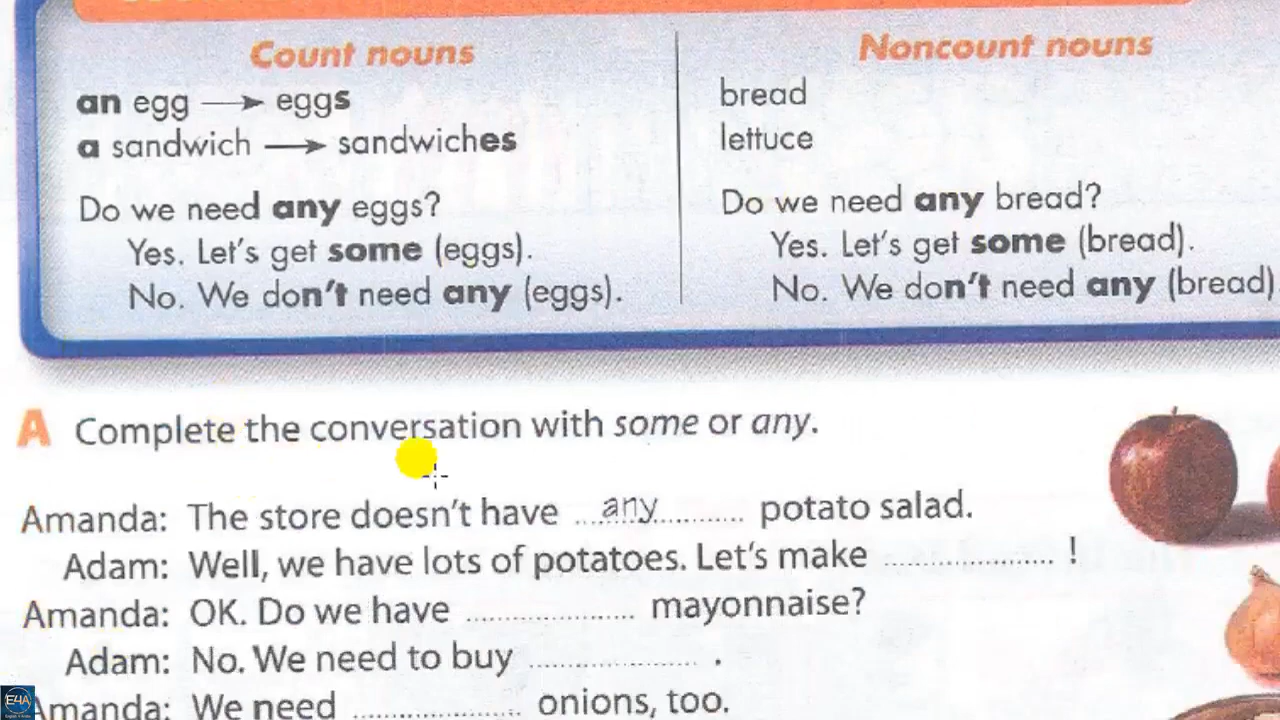 Count nouns
an egg → eggs
a sandwich → sandwiches
Do we need any eggs?
Yes. Let's get some (eggs).
No. We don't need any (eggs).
Noncount nouns
bread
lettuce
Do we need any bread?
Yes. Let's get some (bread).
No. We don't need any (bread)
A Complete the conversation with some or any.
Amanda: The store doesn't have ....any.......... potato salad.
Adam: Well, we have lots of potatoes. Let's make .................... !
Amanda: OK. Do we have .................... mayonnaise?
Adam: No. We need to buy .................... .
Amanda: We need .................... onions, too.
E4A